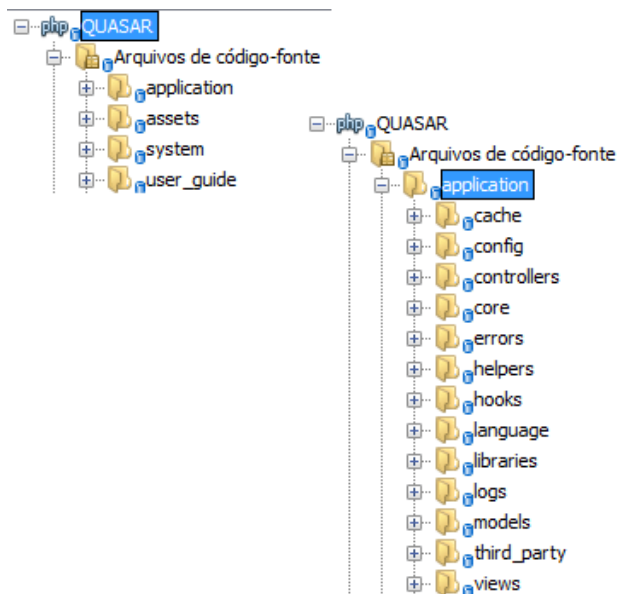 php QUASAR
Arquivos de código-fonte
application
assets
system
user_guide
php QUASAR
Arquivos de código-fonte
application
cache
config
controllers
core
errors
helpers
hooks
language
libraries
logs
models
third_party
views